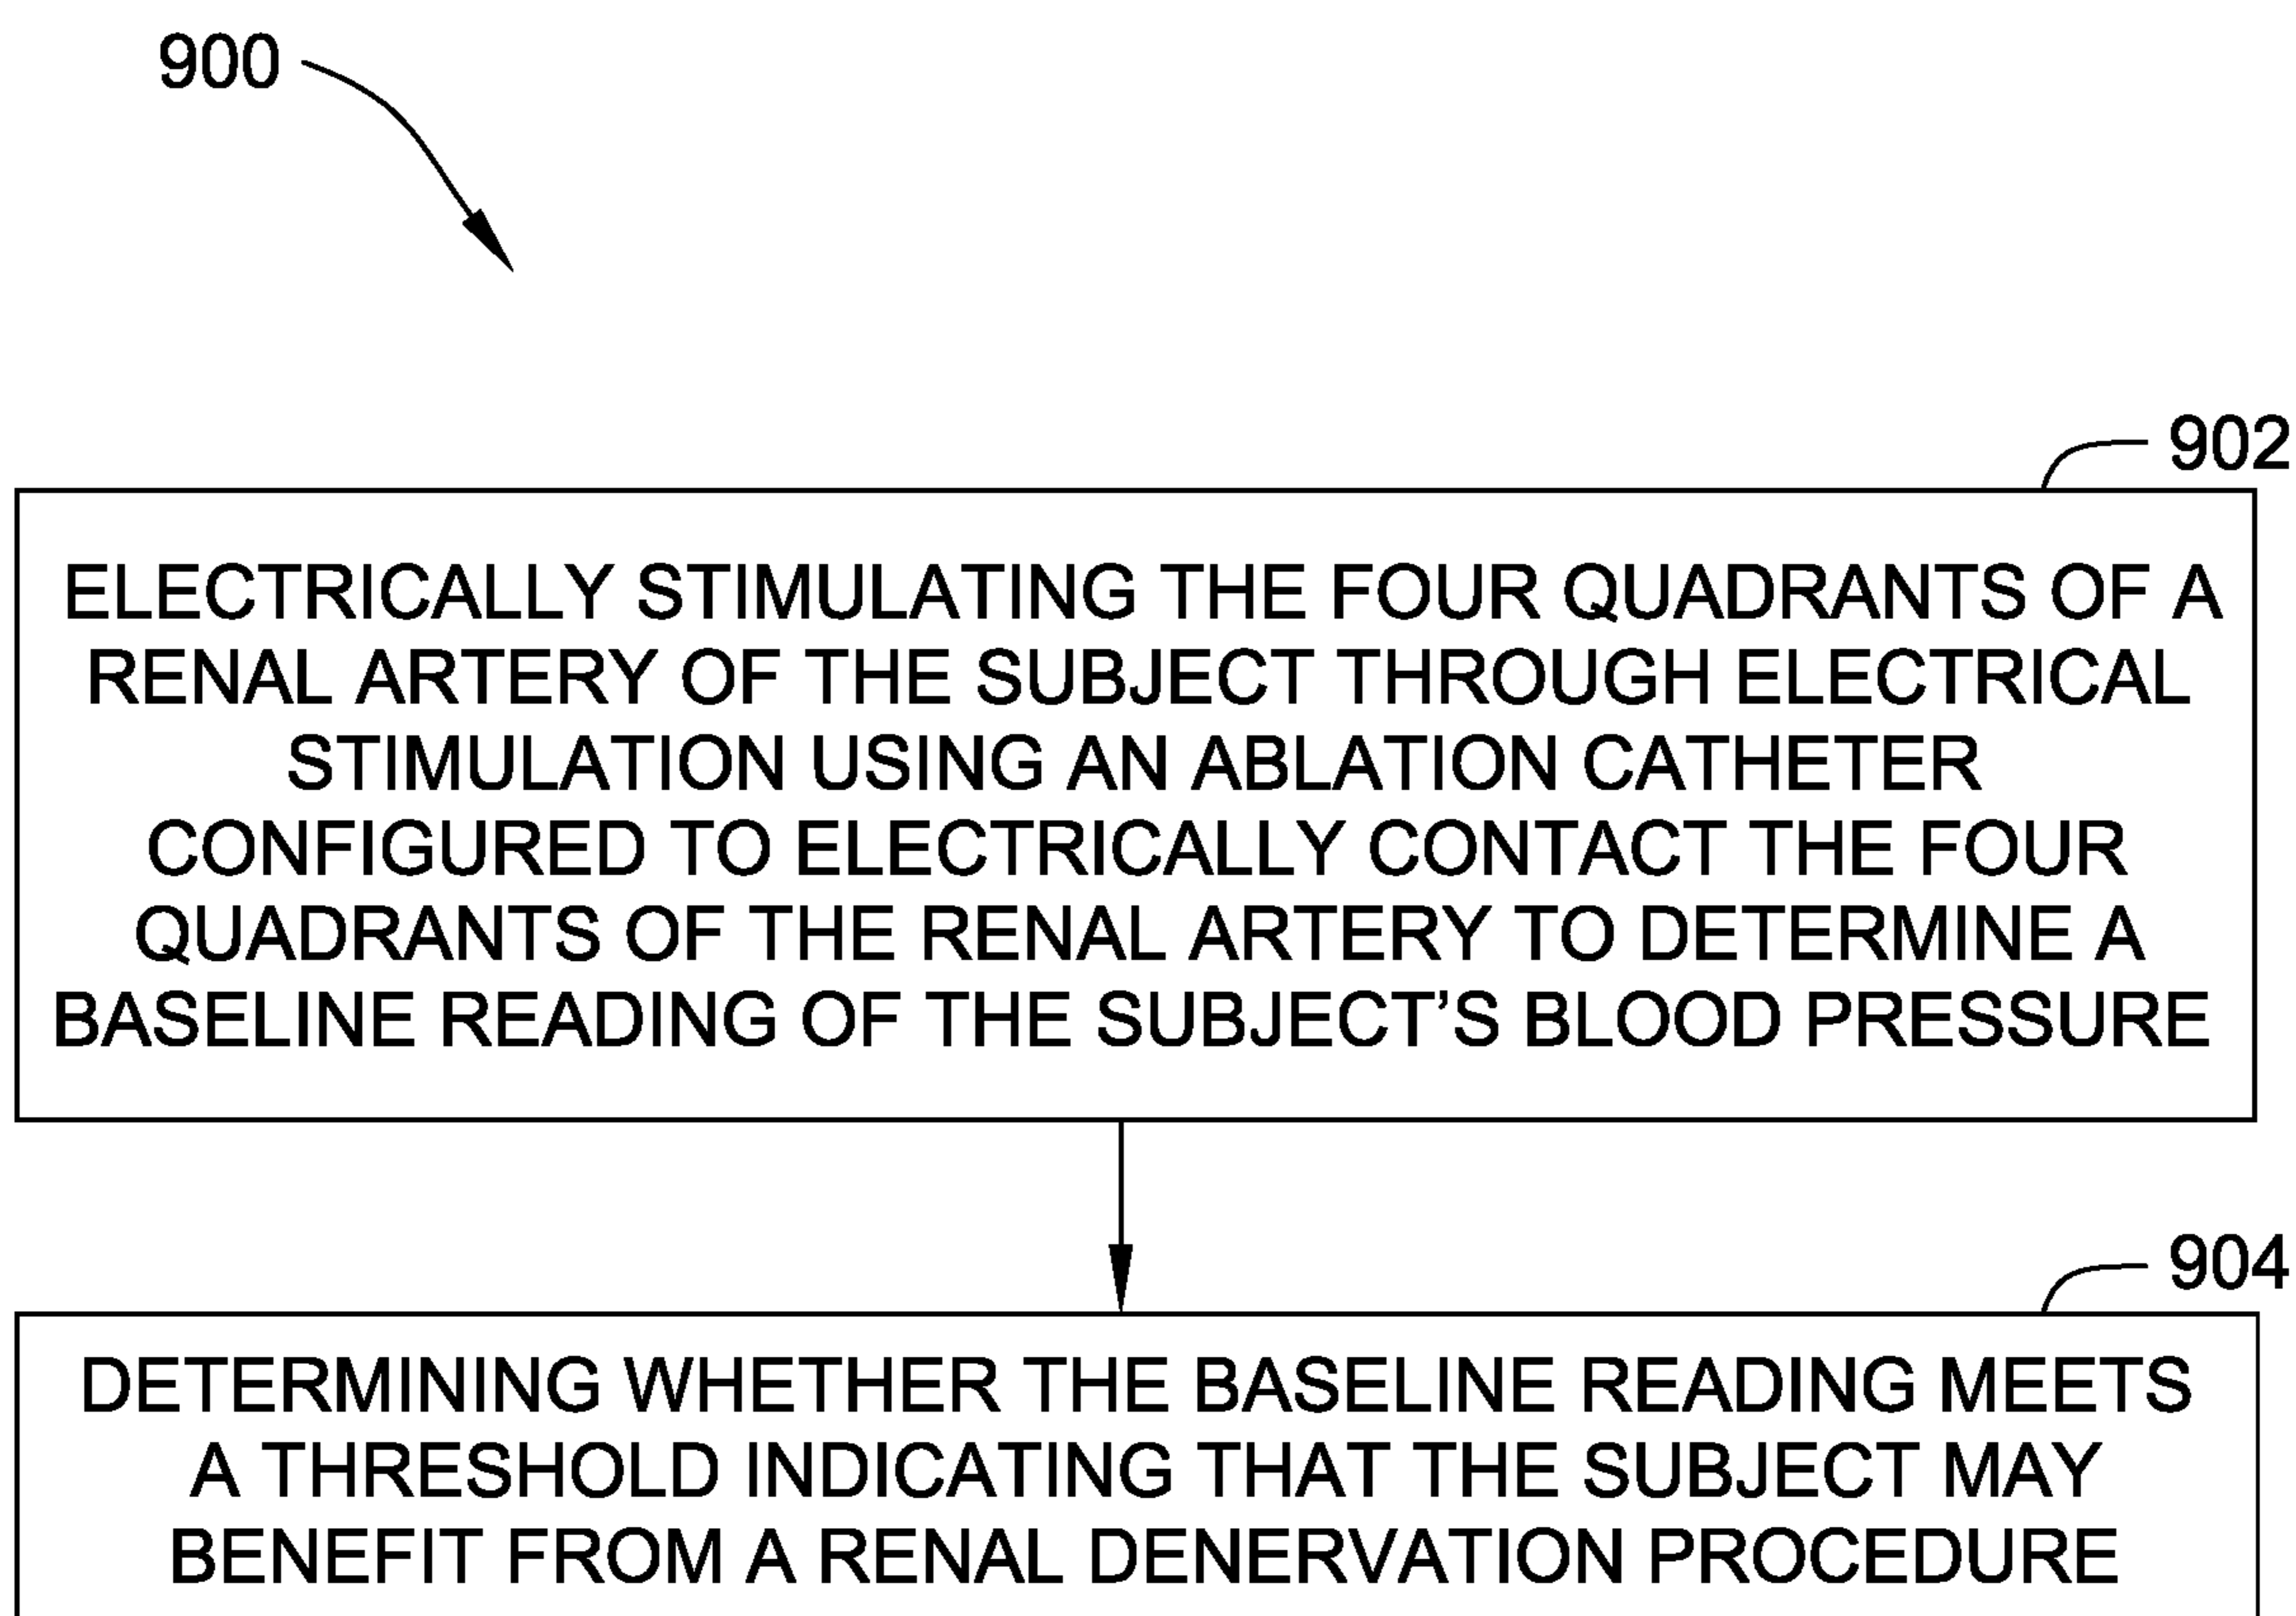 900
902
ELECTRICALLY STIMULATING THE FOUR QUADRANTS OF A
RENAL ARTERY OF THE SUBJECT THROUGH ELECTRICAL
STIMULATION USING AN ABLATION CATHETER
CONFIGURED TO ELECTRICALLY CONTACT THE FOUR
QUADRANTS OF THE RENAL ARTERY TO DETERMINE A
BASELINE READING OF THE SUBJECT’S BLOOD PRESSURE
904
DETERMINING WHETHER THE BASELINE READING MEETS
A THRESHOLD INDICATING THAT THE SUBJECT MAY
BENEFIT FROM A RENAL DENERVATION PROCEDURE